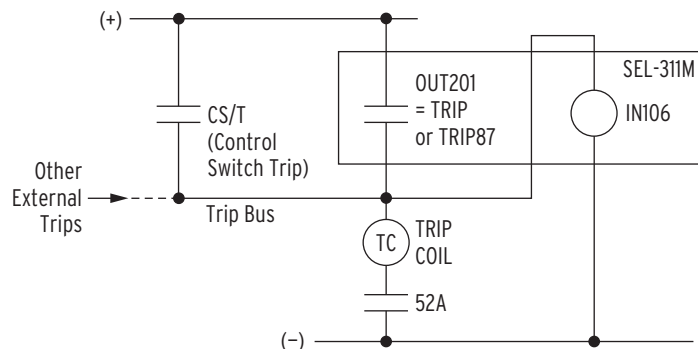 (+)
SEL-311M
OUT201
= TRIP
or TRIP87
IN106
CS/T
(Control
Switch Trip)
Other
External
Trips
Trip Bus
TC
TRIP
COIL
52A
(–)